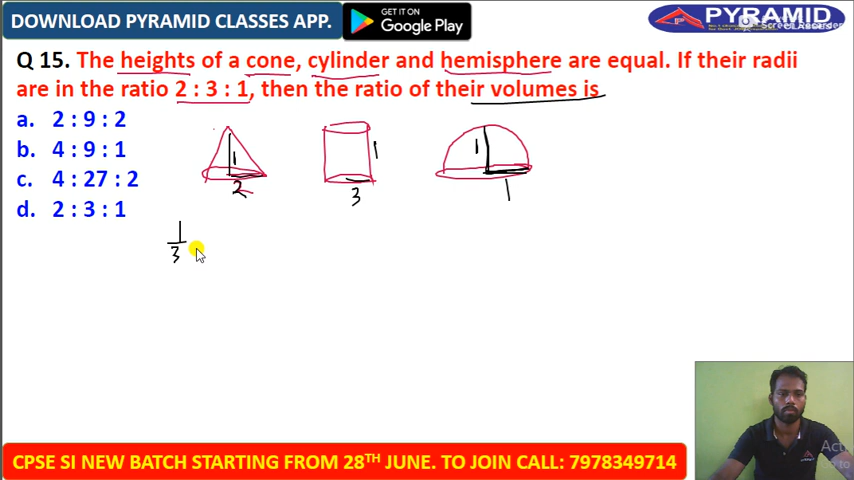 DOWNLOAD PYRAMID CLASSES APP.
GET IT ON
Google Play
PYRAMID
Screen Recorder
Q 15. The heights of a cone, cylinder and hemisphere are equal. If their radii
are in the ratio 2 : 3 : 1, then the ratio of their volumes is
a. 2 : 9 : 2
b. 4 : 9 : 1
c. 4 : 27 : 2
d. 2 : 3 : 1
1 1 1
2 3 1
1
3
CPSE SI NEW BATCH STARTING FROM 28TH JUNE. TO JOIN CALL: 7978349714